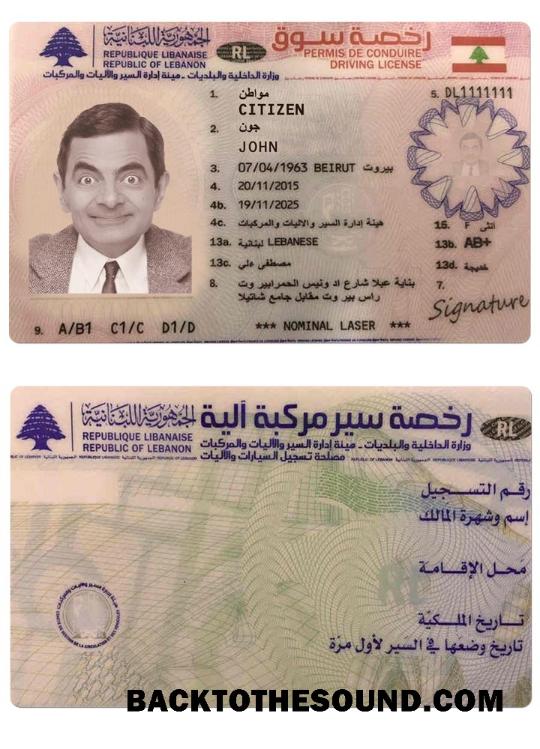 الجمهورية اللبنانية
REPUBLIQUE LIBANAISE
REPUBLIC OF LEBANON
RL
رخصة سوق
PERMIS DE CONDUIRE
DRIVING LICENSE
وزارة الداخلية والبلديات - هيئة إدارة السير والآليات والمركبات
1. مواطن
CITIZEN
5. DL1111111
2. جون
JOHN
3. 07/04/1963 BEIRUT بيروت
4. 20/11/2015
4b. 19/11/2025
4c. هيئة إدارة السير والاليات والمركبات
15. F أنثى
13a. لبنانية LEBANESE
13b. AB+
13c. مصطفى علي
13d. خديجة
8. بناية عيلا شارع اد ونيس الحمرابير وت
راس بير وت مقابل جامع شاتيلا
7. Signature
9. A/B1 C1/C D1/D
*** NOMINAL LASER ***
الجمهورية اللبنانية
REPUBLIQUE LIBANAISE
REPUBLIC OF LEBANON
رخصة سير مركبة آلية
RL
وزارة الداخلية والبلديات - هيئة إدارة السير والآليات والمركبات
مصلحة تسجيل السيارات والآليات
رقم التسجيل
إسم وشهرة المالك
محل الإقامة
تاريخ الملكية
تاريخ وضعها في السير لأول مرة
BACKTOTHESOUND.COM